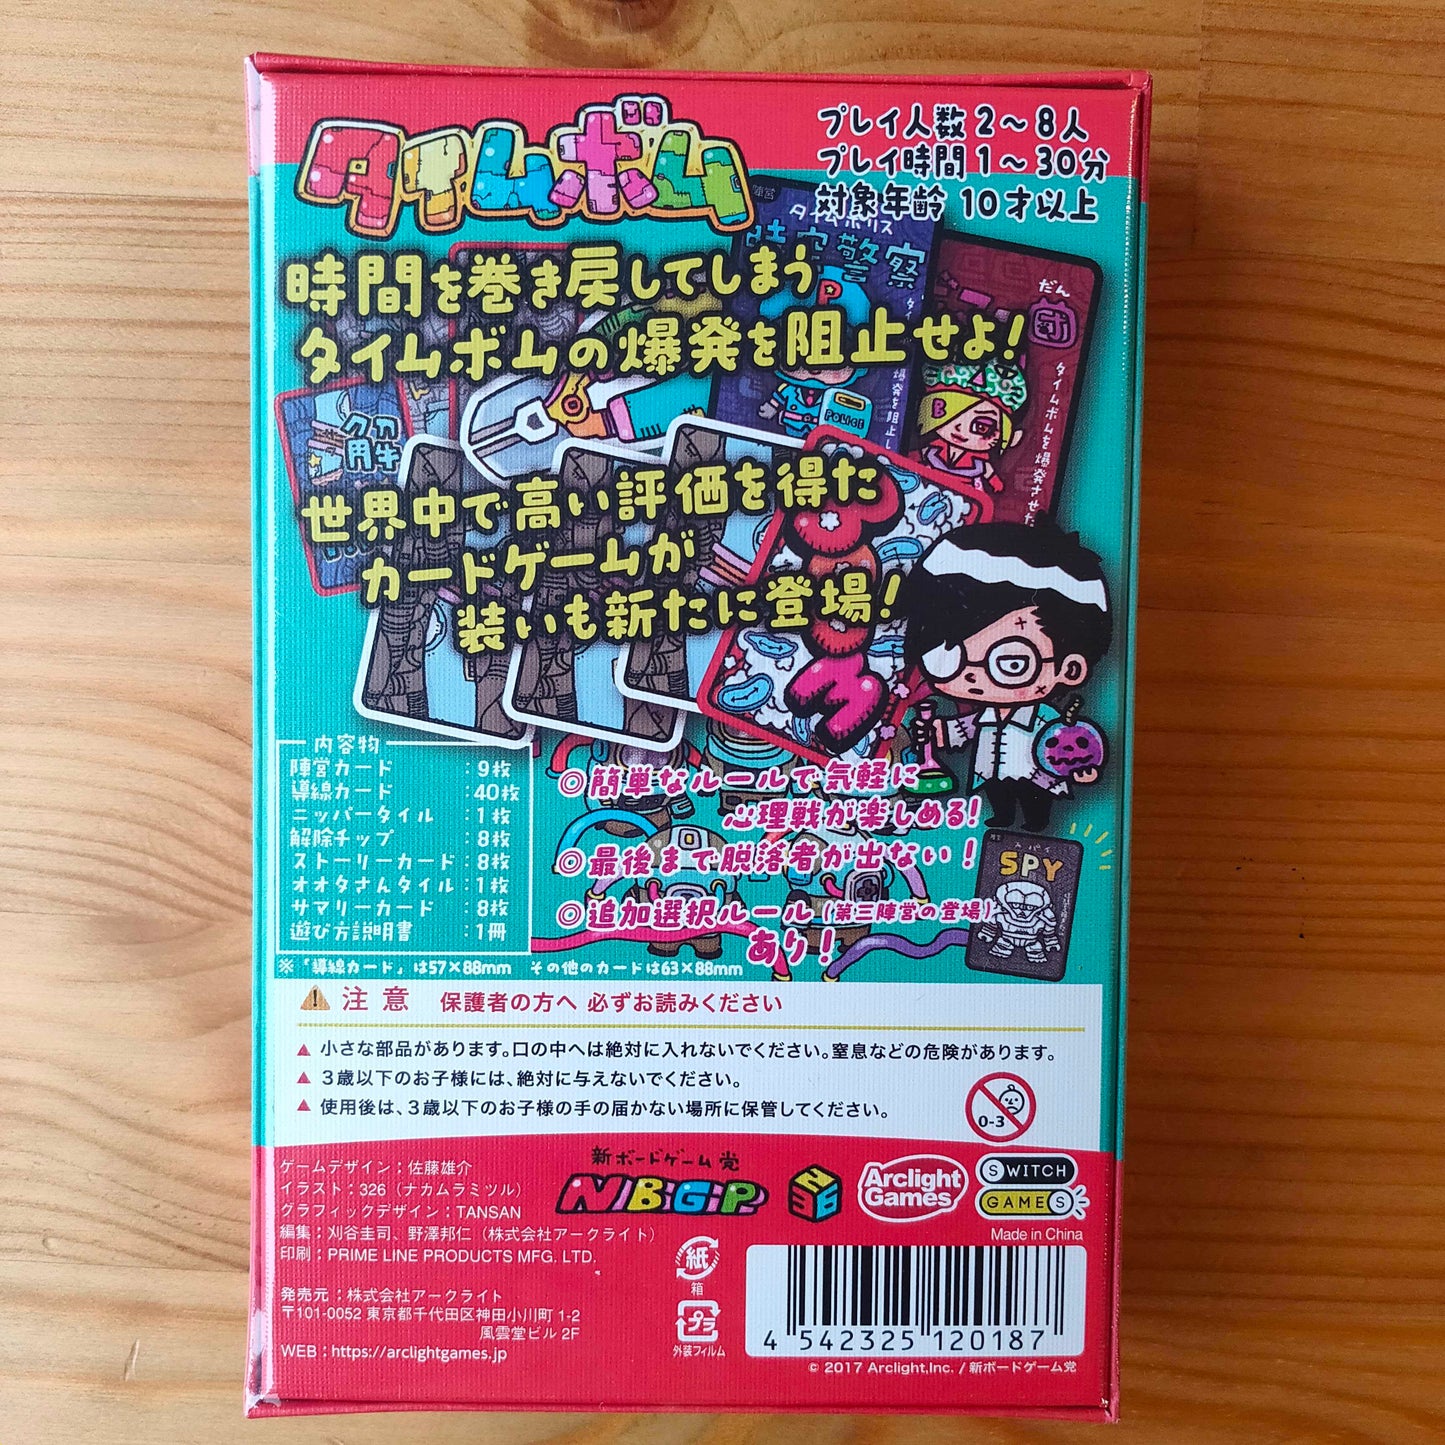 タイムボム
プレイ人数 2〜8人
プレイ時間 1〜30分
対象年齢 10才以上
時間を巻き戻してしまう
タイムボムの爆発を阻止せよ!
タイムポリス
時空警察
POLICE
だん
団
B
世界中で高い評価を得た
カードゲームが
装いも新たに登場!
BOOM
内容物
陣営カード :9枚
導線カード :40枚
ニッパータイル :1枚
解除チップ :8枚
ストーリーカード :8枚
オオタさんタイル :1枚
サマリーカード :8枚
遊び方説明書 :1冊
※「導線カード」は57×88mm その他のカードは63×88mm
◎簡単なルールで気軽に
心理戦が楽しめる!
◎最後まで脱落者が出ない!
◎追加選択ルール(第三陣営の登場)
あり!
スパイ
SPY
注意 保護者の方へ 必ずお読みください
▲ 小さな部品があります。口の中へは絶対に入れないでください。窒息などの危険があります。
▲ 3歳以下のお子様には、絶対に与えないでください。
▲ 使用後は、3歳以下のお子様の手の届かない場所に保管してください。
0-3
ゲームデザイン:佐藤雄介
イラスト:326(ナカムラミツル)
グラフィックデザイン:TANSAN
編集:刈谷圭司、野澤邦仁(株式会社アークライト)
印刷:PRIME LINE PRODUCTS MFG. LTD.
発売元:株式会社アークライト
〒101-0052 東京都千代田区神田小川町 1-2
風雲堂ビル 2F
WEB:https://arclightgames.jp
新ボードゲーム党
N/B/G/P/
326
Arclight
Games
SWITCH
GAMES
Made in China
紙
箱
プラ
外装フィルム
4 542325 120187
© 2017 Arclight,Inc. / 新ボードゲーム党